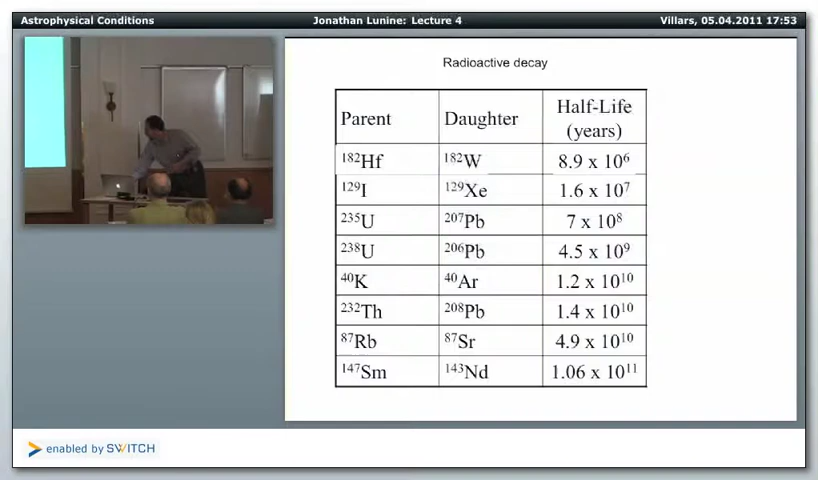 Astrophysical Conditions Jonathan Lunine: Lecture 4 Villars, 05.04.2011 17:53
Radioactive decay
Parent Daughter Half-Life (years)
¹⁸²Hf ¹⁸²W 8.9 x 10⁶
¹²⁹I ¹²⁹Xe 1.6 x 10⁷
²³⁵U ²⁰⁷Pb 7 x 10⁸
²³⁸U ²⁰⁶Pb 4.5 x 10⁹
⁴⁰K ⁴⁰Ar 1.2 x 10¹⁰
²³²Th ²⁰⁸Pb 1.4 x 10¹⁰
⁸⁷Rb ⁸⁷Sr 4.9 x 10¹⁰
¹⁴⁷Sm ¹⁴³Nd 1.06 x 10¹¹
enabled by SWITCH